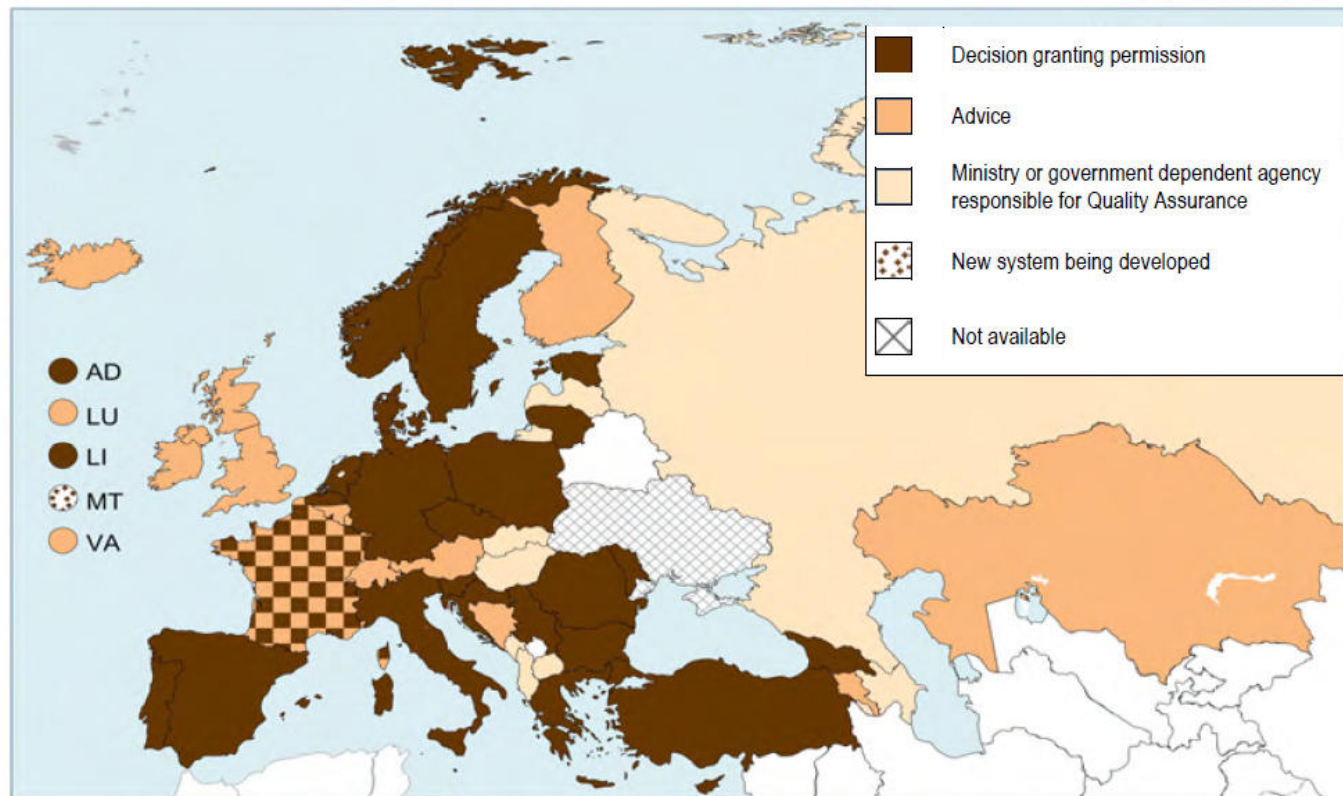 Decision granting permission
Advice
Ministry or government dependent agency
responsible for Quality Assurance
New system being developed
Not available
AD
LU
LI
MT
VA